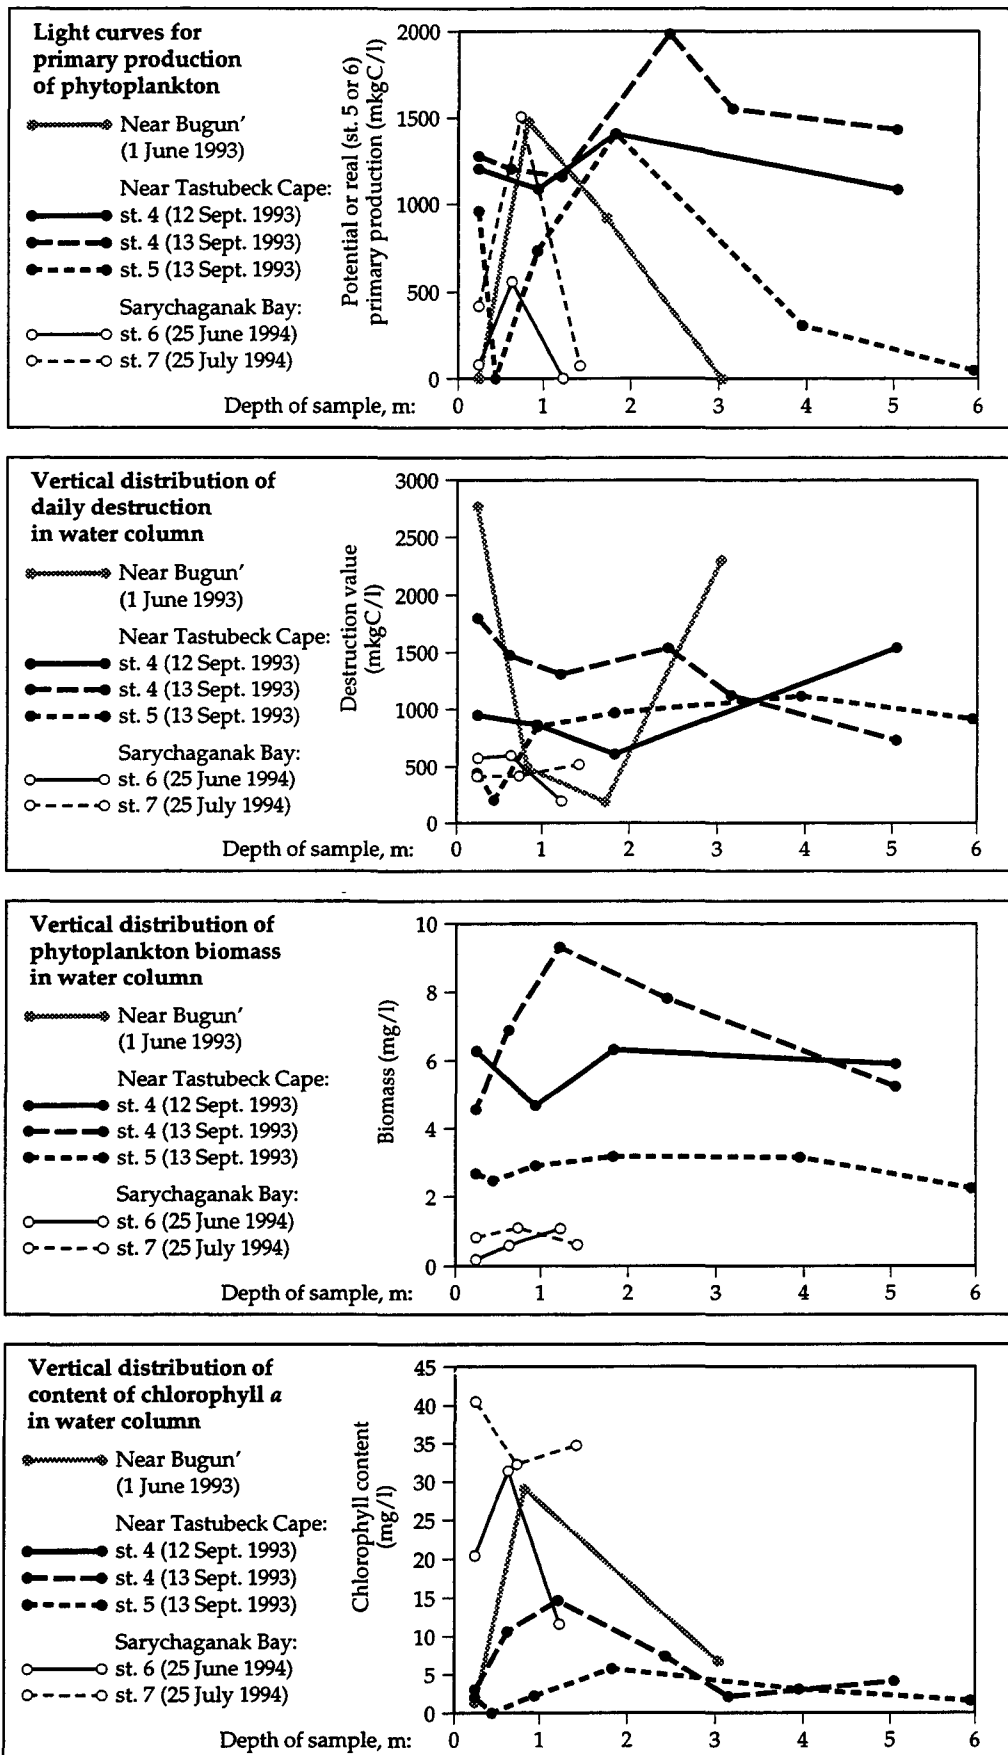 Light curves for
primary production
of phytoplankton
Near Bugun'
(1 June 1993)
Near Tastubeck Cape:
st. 4 (12 Sept. 1993)
st. 4 (13 Sept. 1993)
st. 5 (13 Sept. 1993)
Sarychaganak Bay:
st. 6 (25 June 1994)
st. 7 (25 July 1994)
Potential or real (st. 5 or 6)
primary production (mkgC/l)
2000
1500
1000
500
0
Depth of sample, m: 0 1 2 3 4 5 6
Vertical distribution of
daily destruction
in water column
Near Bugun'
(1 June 1993)
Near Tastubeck Cape:
st. 4 (12 Sept. 1993)
st. 4 (13 Sept. 1993)
st. 5 (13 Sept. 1993)
Sarychaganak Bay:
st. 6 (25 June 1994)
st. 7 (25 July 1994)
Destruction value
(mkgC/l)
3000
2500
2000
1500
1000
500
0
Depth of sample, m: 0 1 2 3 4 5 6
Vertical distribution of
phytoplankton biomass
in water column
Near Bugun'
(1 June 1993)
Near Tastubeck Cape:
st. 4 (12 Sept. 1993)
st. 4 (13 Sept. 1993)
st. 5 (13 Sept. 1993)
Sarychaganak Bay:
st. 6 (25 June 1994)
st. 7 (25 July 1994)
Biomass (mg/l)
10
8
6
4
2
0
Depth of sample, m: 0 1 2 3 4 5 6
Vertical distribution of
content of chlorophyll a
in water column
Near Bugun'
(1 June 1993)
Near Tastubeck Cape:
st. 4 (12 Sept. 1993)
st. 4 (13 Sept. 1993)
st. 5 (13 Sept. 1993)
Sarychaganak Bay:
st. 6 (25 June 1994)
st. 7 (25 July 1994)
Chlorophyll content
(mg/l)
45
40
35
30
25
20
15
10
5
0
Depth of sample, m: 0 1 2 3 4 5 6